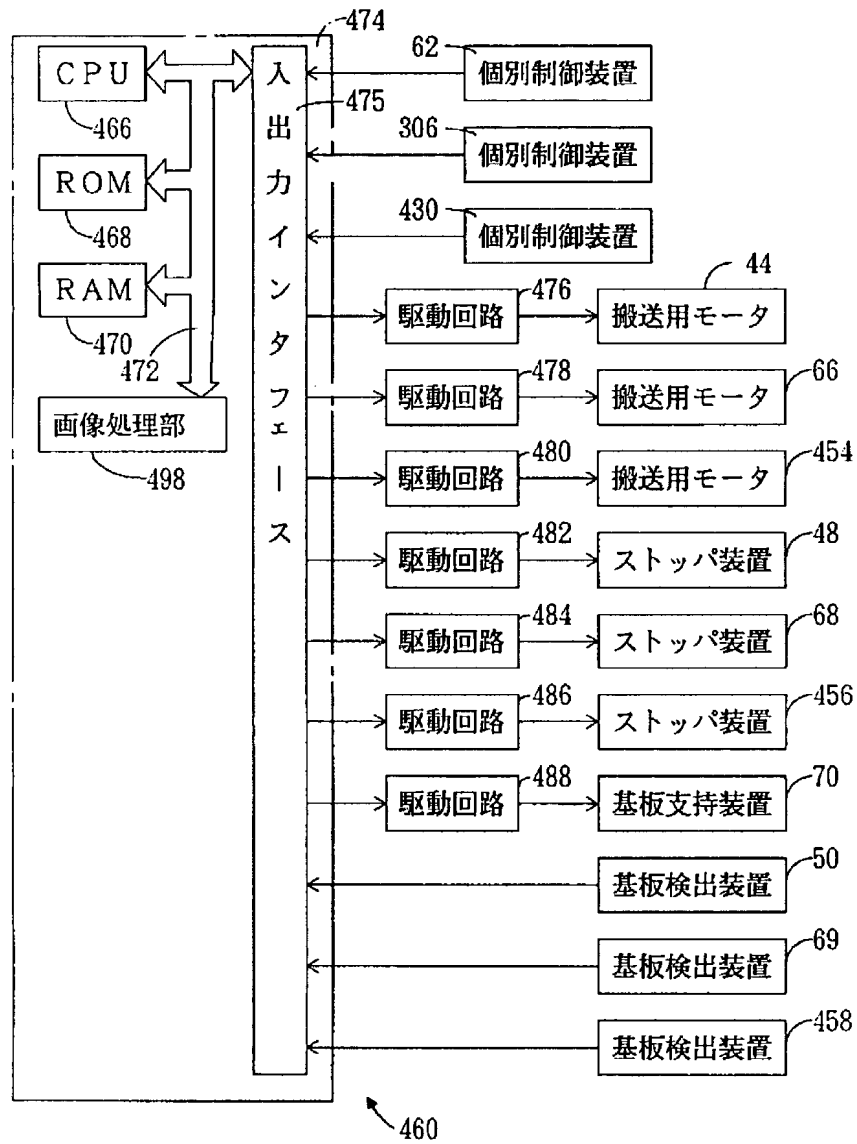 474
62
CPU
個別制御装置
466
475
306
ROM
個別制御装置
468
430
個別制御装置
RAM
470
472
画像処理部
498
入出力インタフェース
476
44
駆動回路
搬送用モータ
478
66
駆動回路
搬送用モータ
480
454
駆動回路
搬送用モータ
482
48
駆動回路
ストッパ装置
484
68
駆動回路
ストッパ装置
486
456
駆動回路
ストッパ装置
488
70
駆動回路
基板支持装置
50
基板検出装置
69
基板検出装置
458
基板検出装置
460